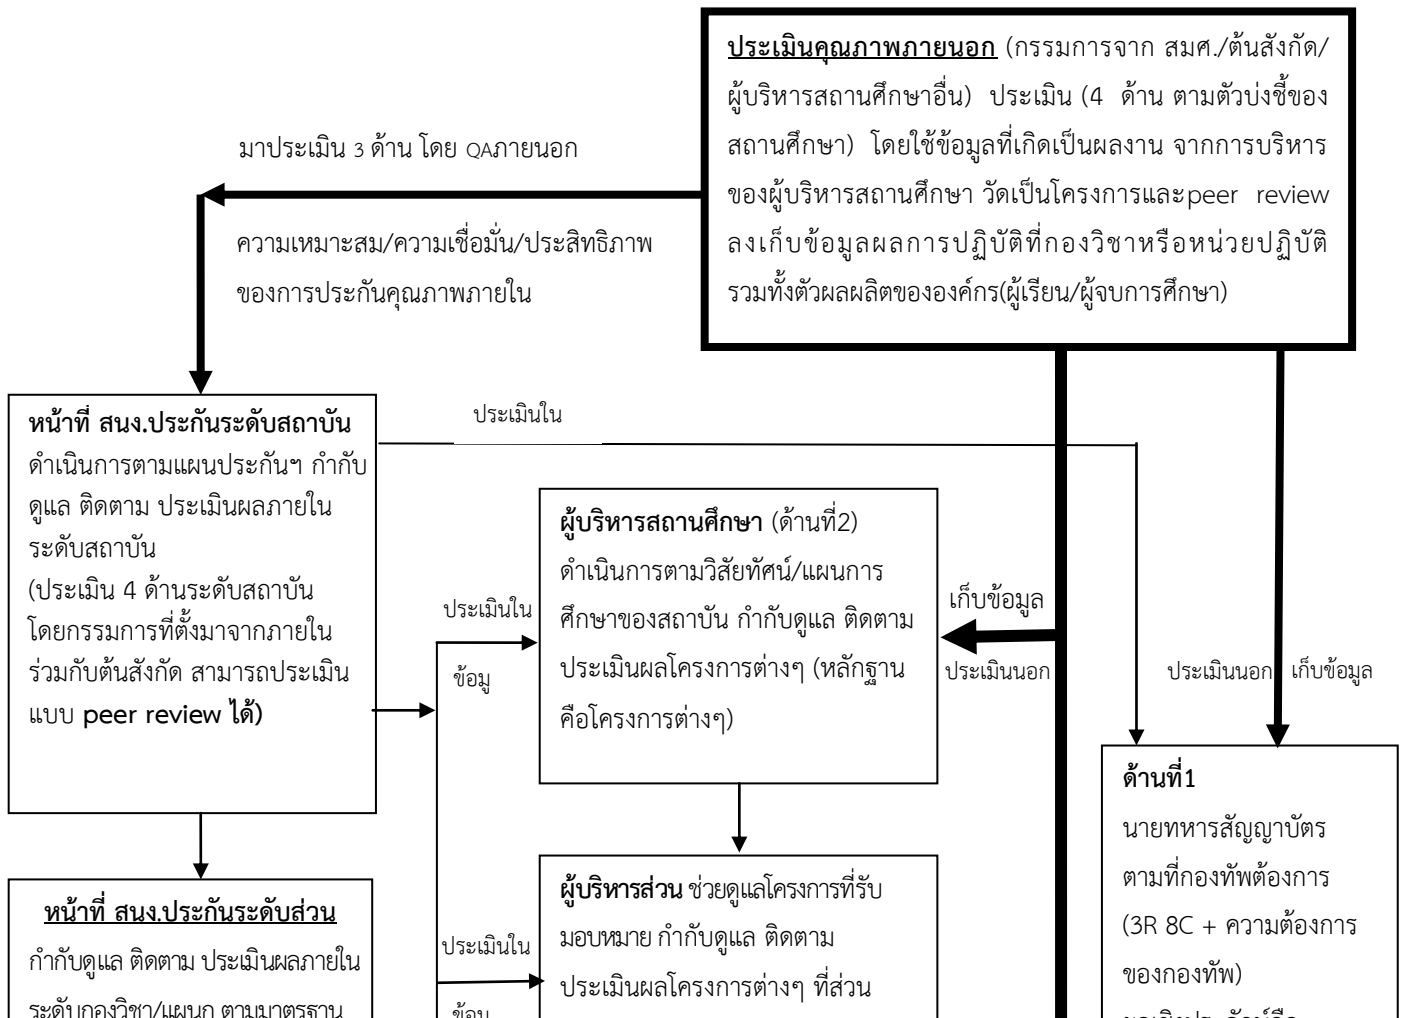 ประเมินคุณภาพภายนอก (กรรมการจาก สมศ./ต้นสังกัด/
ผู้บริหารสถานศึกษาอื่น) ประเมิน (4 ด้าน ตามตัวบ่งชี้ของ
สถานศึกษา) โดยใช้ข้อมูลที่เกิดเป็นผลงาน จากการบริหาร
ของผู้บริหารสถานศึกษา วัดเป็นโครงการและpeer review
ลงเก็บข้อมูลผลการปฏิบัติที่กองวิชาหรือหน่วยปฏิบัติ
รวมทั้งตัวผลผลิตขององค์กร(ผู้เรียน/ผู้จบการศึกษา)
มาประเมิน 3 ด้าน โดย QAภายนอก
ความเหมาะสม/ความเชื่อมั่น/ประสิทธิภาพ
ของการประกันคุณภาพภายใน
หน้าที่ สนง.ประกันระดับสถาบัน
ดำเนินการตามแผนประกันฯ กำกับ
ดูแล ติดตาม ประเมินผลภายใน
ระดับสถาบัน
(ประเมิน 4 ด้านระดับสถาบัน
โดยกรรมการที่ตั้งมาจากภายใน
ร่วมกับต้นสังกัด สามารถประเมิน
แบบ peer review ได้)
ประเมินใน
ผู้บริหารสถานศึกษา (ด้านที่2)
ดำเนินการตามวิสัยทัศน์/แผนการ
ศึกษาของสถาบัน กำกับดูแล ติดตาม
ประเมินผลโครงการต่างๆ (หลักฐาน
คือโครงการต่างๆ)
ประเมินใน
ข้อมู
เก็บข้อมูล
ประเมินนอก
ประเมินนอก
เก็บข้อมูล
ด้านที่1
นายทหารสัญญาบัตร
ตามที่กองทัพต้องการ
(3R 8C + ความต้องการ
ของกองทัพ)
หน้าที่ สนง.ประกันระดับส่วน
กำกับดูแล ติดตาม ประเมินผลภายใน
ระดับกองวิชา/แผนก ตามมาตรฐาน
ประเมินใน
ข้อมู
ผู้บริหารส่วน ช่วยดูแลโครงการที่รับ
มอบหมาย กำกับดูแล ติดตาม
ประเมินผลโครงการต่างๆ ที่ส่วน